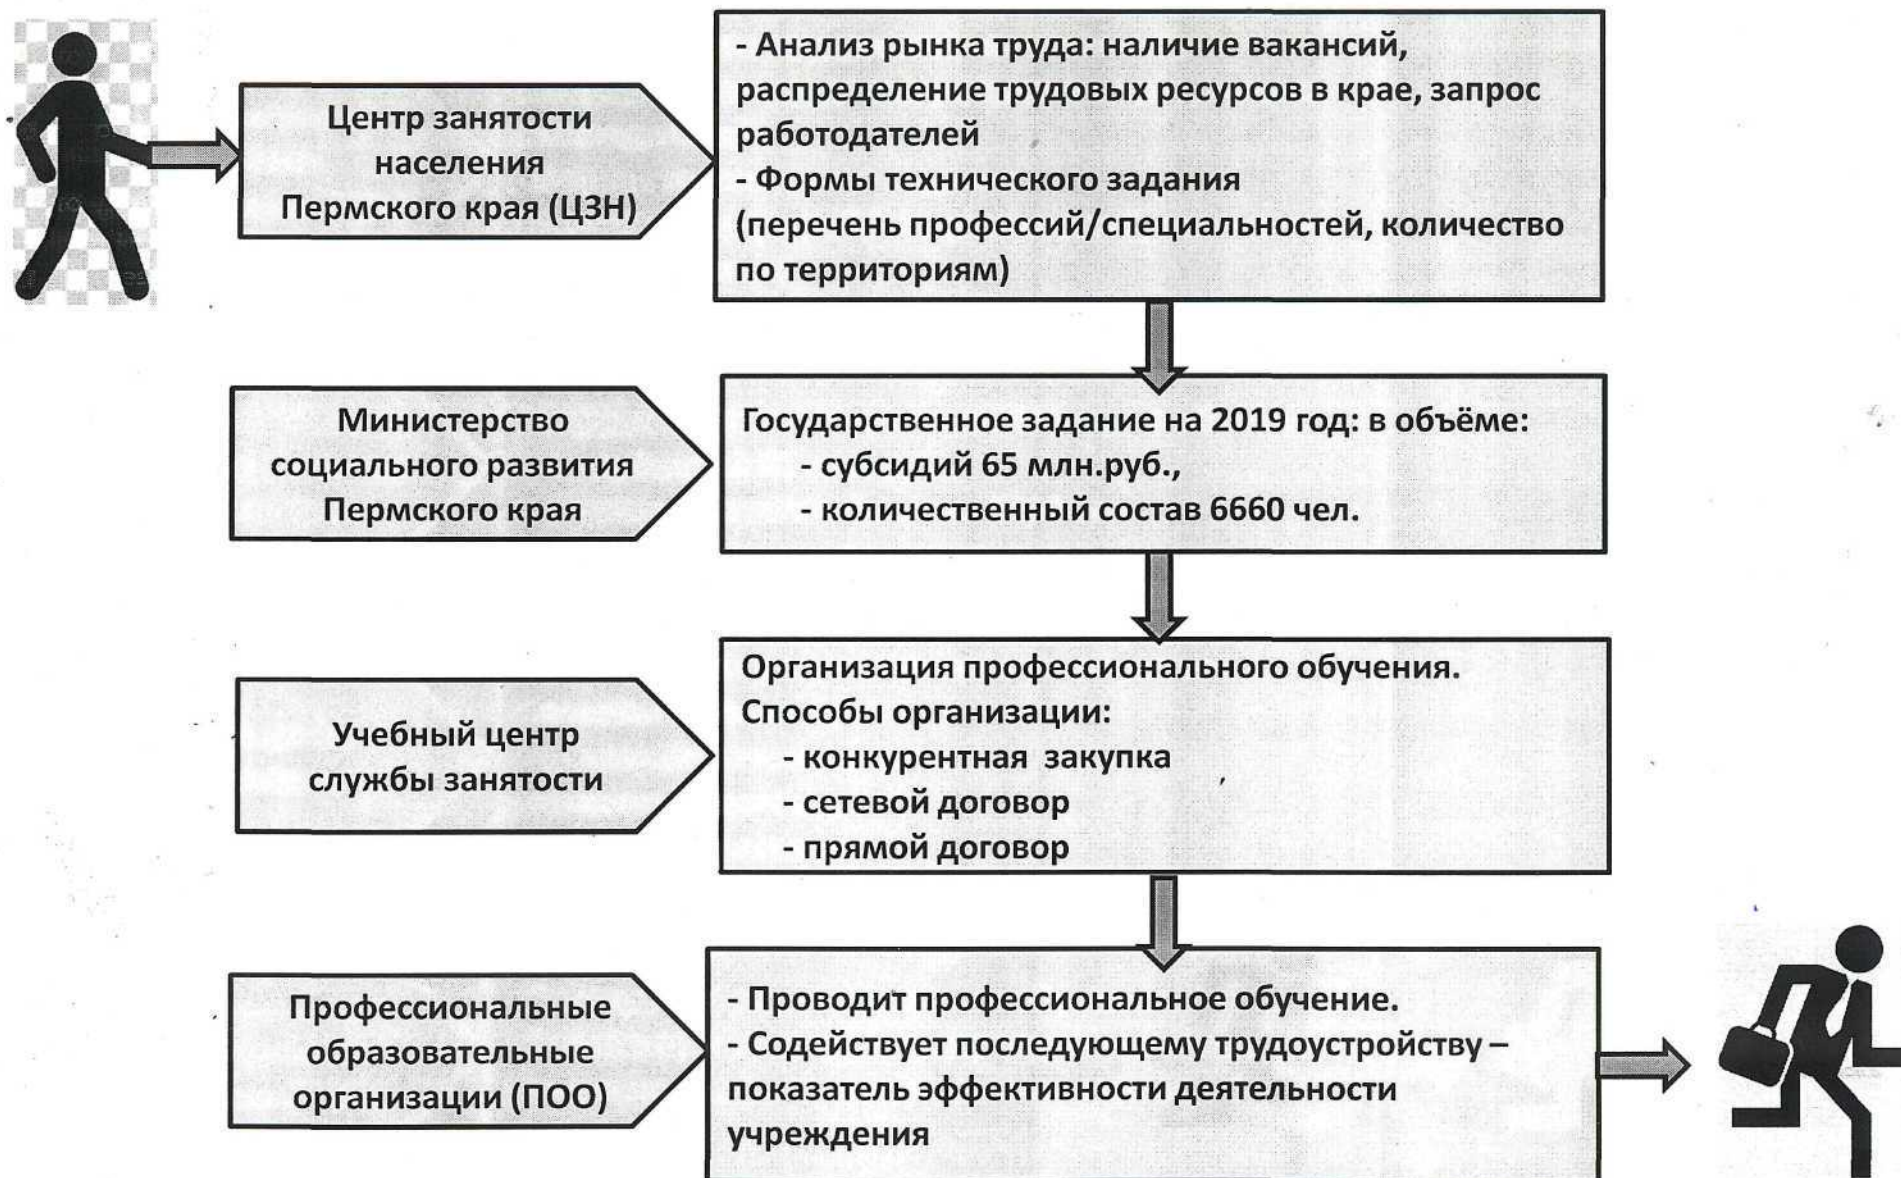 Центр занятости
населения
Пермского края (ЦЗН)
- Анализ рынка труда: наличие вакансий,
распределение трудовых ресурсов в крае, запрос
работодателей
- Формы технического задания
(перечень профессий/специальностей, количество
по территориям)
Министерство
социального развития
Пермского края
Государственное задание на 2019 год: в объёме:
- субсидий 65 млн.руб.,
- количественный состав 6660 чел.
Учебный центр
службы занятости
Организация профессионального обучения.
Способы организации:
- конкурентная закупка
- сетевой договор
- прямой договор
Профессиональные
образовательные
организации (ПОО)
- Проводит профессиональное обучение.
- Содействует последующему трудоустройству –
показатель эффективности деятельности
учреждения